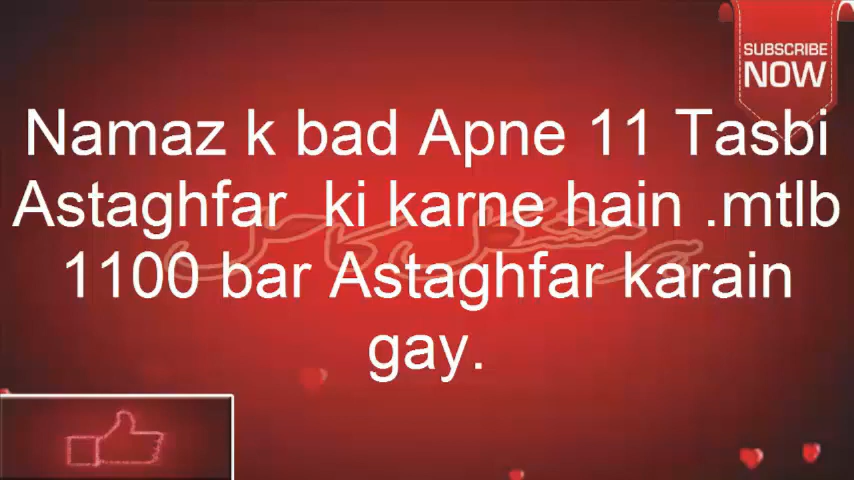 SUBSCRIBE
NOW
Namaz k bad Apne 11 Tasbi
Astaghfar ki karne hain .mtlb
1100 bar Astaghfar karain
gay.